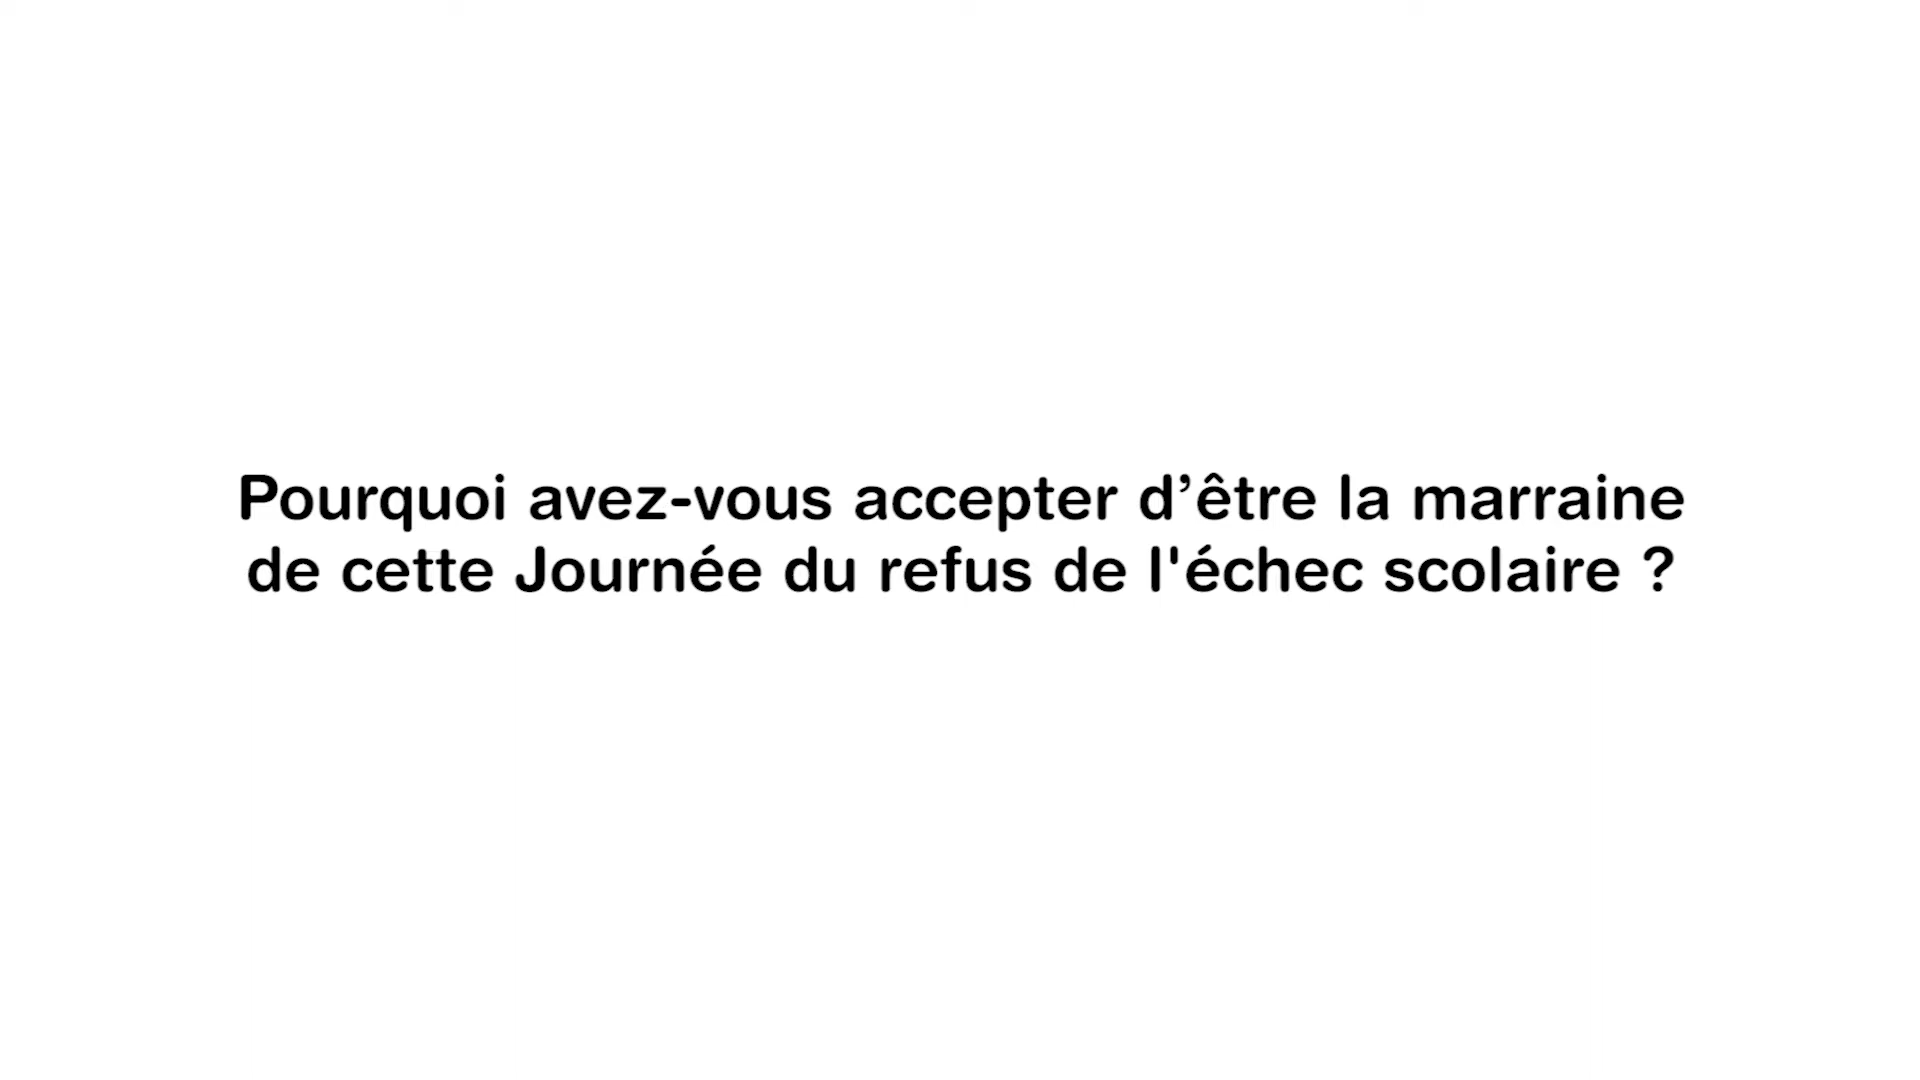 Pourquoi avez-vous accepter d’être la marraine
de cette Journée du refus de l'échec scolaire ?